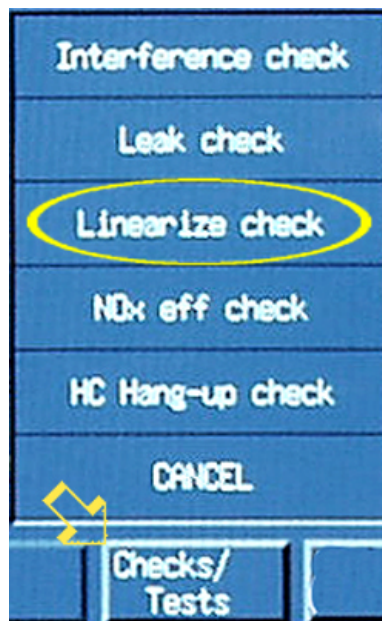 Interference check
Leak check
Linearize check
NOx eff check
HC Hang-up check
CANCEL
Checks/
Tests